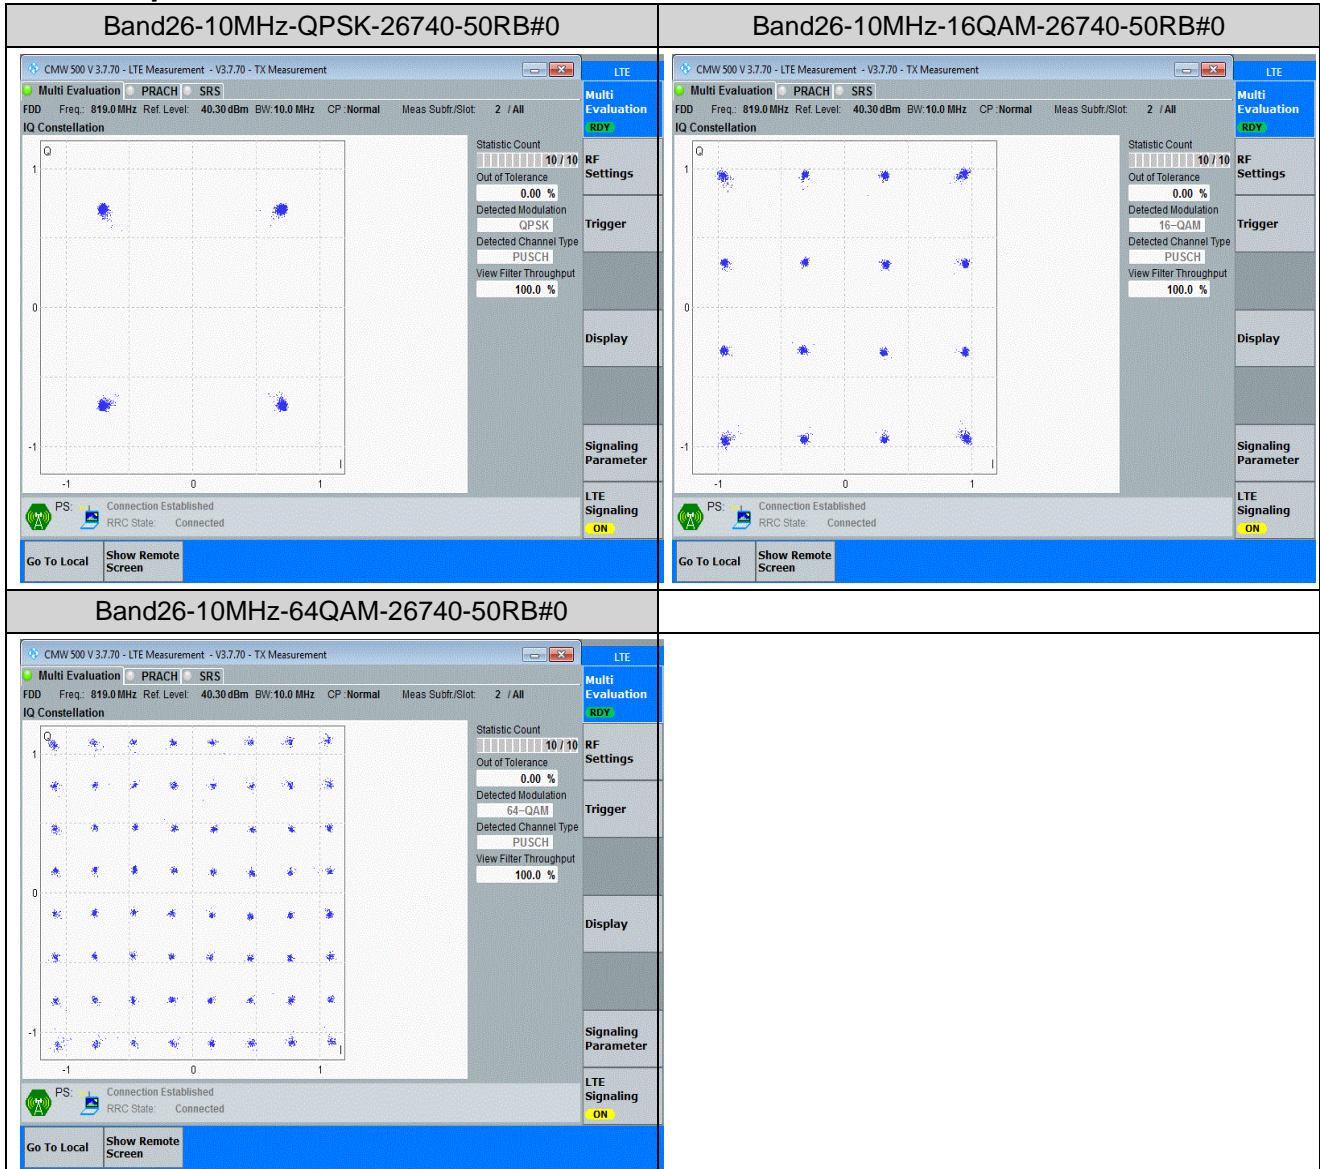 Band26-10MHz-QPSK-26740-50RB#0
Band26-10MHz-16QAM-26740-50RB#0
CMW 500 V 3.7.70 - LTE Measurement - V3.7.70 - TX Measurement
LTE
Multi Evaluation PRACH SRS
Multi Evaluation
RDY
FDD Freq.: 819.0 MHz Ref. Level: 40.30 dBm BW: 10.0 MHz CP : Normal Meas Subfr./Slot: 2 / All
IQ Constellation
Q
1
0
-1
-1 0 1
I
Statistic Count
10 / 10
Out of Tolerance
0.00 %
Detected Modulation
QPSK
Detected Channel Type
PUSCH
View Filter Throughput
100.0 %
RF Settings
Trigger
Display
Signaling Parameter
LTE Signaling
ON
PS: Connection Established
RRC State: Connected
Go To Local
Show Remote Screen
CMW 500 V 3.7.70 - LTE Measurement - V3.7.70 - TX Measurement
LTE
Multi Evaluation PRACH SRS
Multi Evaluation
RDY
FDD Freq.: 819.0 MHz Ref. Level: 40.30 dBm BW: 10.0 MHz CP : Normal Meas Subfr./Slot: 2 / All
IQ Constellation
Q
1
0
-1
-1 0 1
I
Statistic Count
10 / 10
Out of Tolerance
0.00 %
Detected Modulation
16-QAM
Detected Channel Type
PUSCH
View Filter Throughput
100.0 %
RF Settings
Trigger
Display
Signaling Parameter
LTE Signaling
ON
PS: Connection Established
RRC State: Connected
Go To Local
Show Remote Screen
Band26-10MHz-64QAM-26740-50RB#0
CMW 500 V 3.7.70 - LTE Measurement - V3.7.70 - TX Measurement
LTE
Multi Evaluation PRACH SRS
Multi Evaluation
RDY
FDD Freq.: 819.0 MHz Ref. Level: 40.30 dBm BW: 10.0 MHz CP : Normal Meas Subfr./Slot: 2 / All
IQ Constellation
Q
1
0
-1
-1 0 1
I
Statistic Count
10 / 10
Out of Tolerance
0.00 %
Detected Modulation
64-QAM
Detected Channel Type
PUSCH
View Filter Throughput
100.0 %
RF Settings
Trigger
Display
Signaling Parameter
LTE Signaling
ON
PS: Connection Established
RRC State: Connected
Go To Local
Show Remote Screen